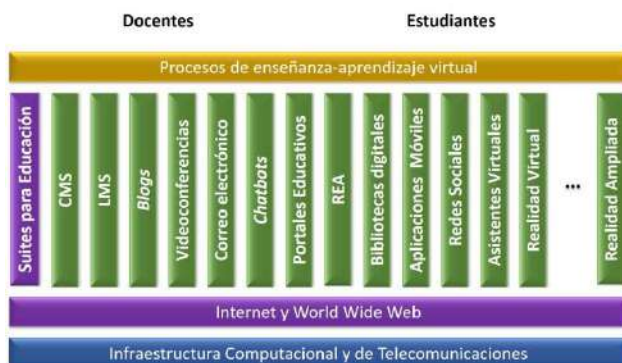 Docentes
Estudiantes
Procesos de enseñanza-aprendizaje virtual
Suites para Educación
CMS
LMS
Blogs
Videoconferencias
Correo electrónico
Chatbots
Portales Educativos
REA
Bibliotecas digitales
Aplicaciones Móviles
Redes Sociales
Asistentes Virtuales
Realidad Virtual
...
Realidad Ampliada
Internet y World Wide Web
Infraestructura Computacional y de Telecomunicaciones